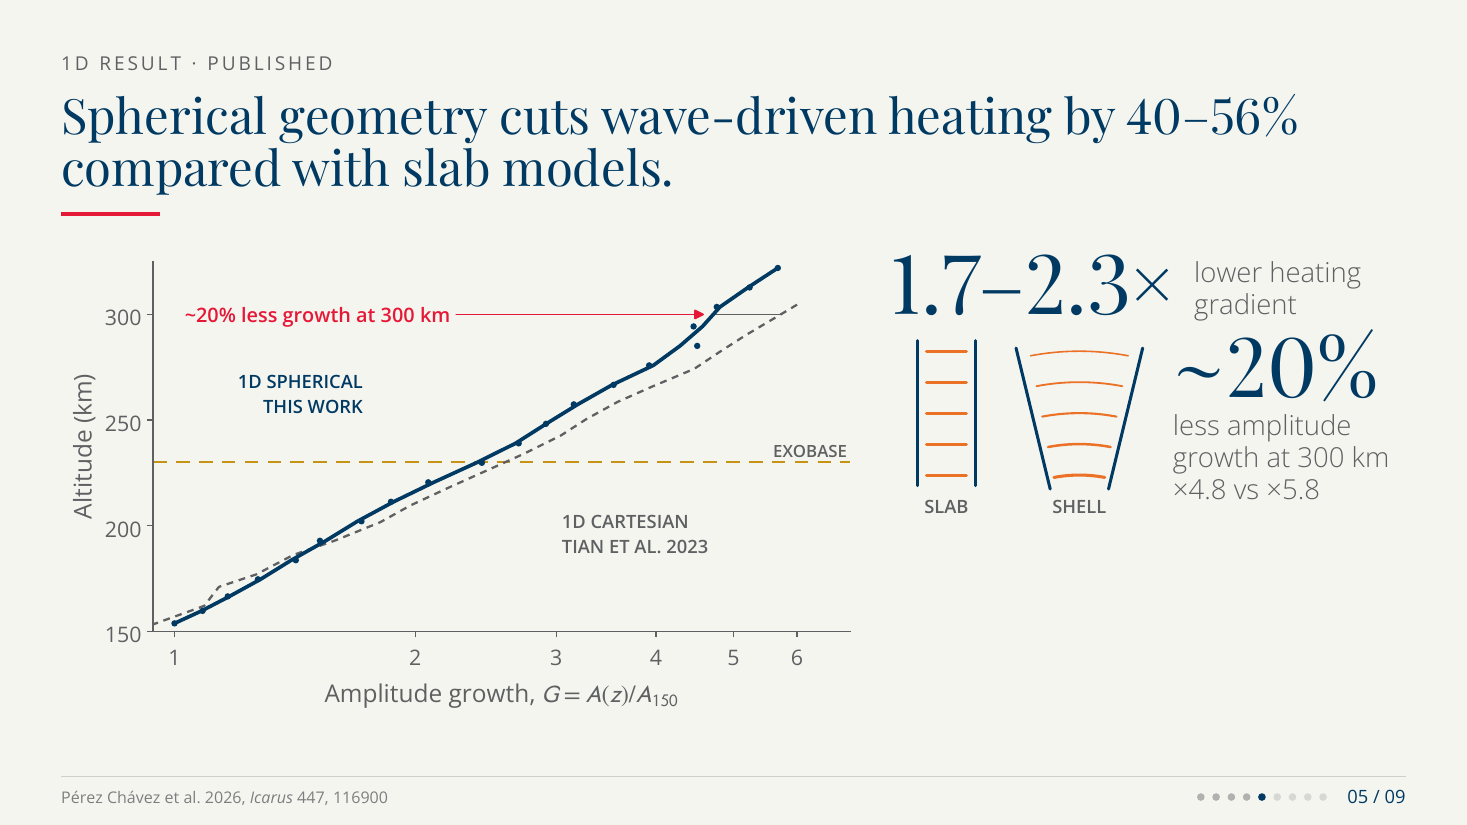 1D RESULT · PUBLISHED
Spherical geometry cuts wave-driven heating by 40–56%
compared with slab models.
Altitude (km)
300
250
200
150
~20% less growth at 300 km
1D SPHERICAL
THIS WORK
EXOBASE
1D CARTESIAN
TIAN ET AL. 2023
1
2
3
4
5
6
Amplitude growth, G = A(z)/A₁₅₀
1.7–2.3×
lower heating
gradient
SLAB
SHELL
~20%
less amplitude
growth at 300 km
×4.8 vs ×5.8
Pérez Chávez et al. 2026, Icarus 447, 116900
05 / 09